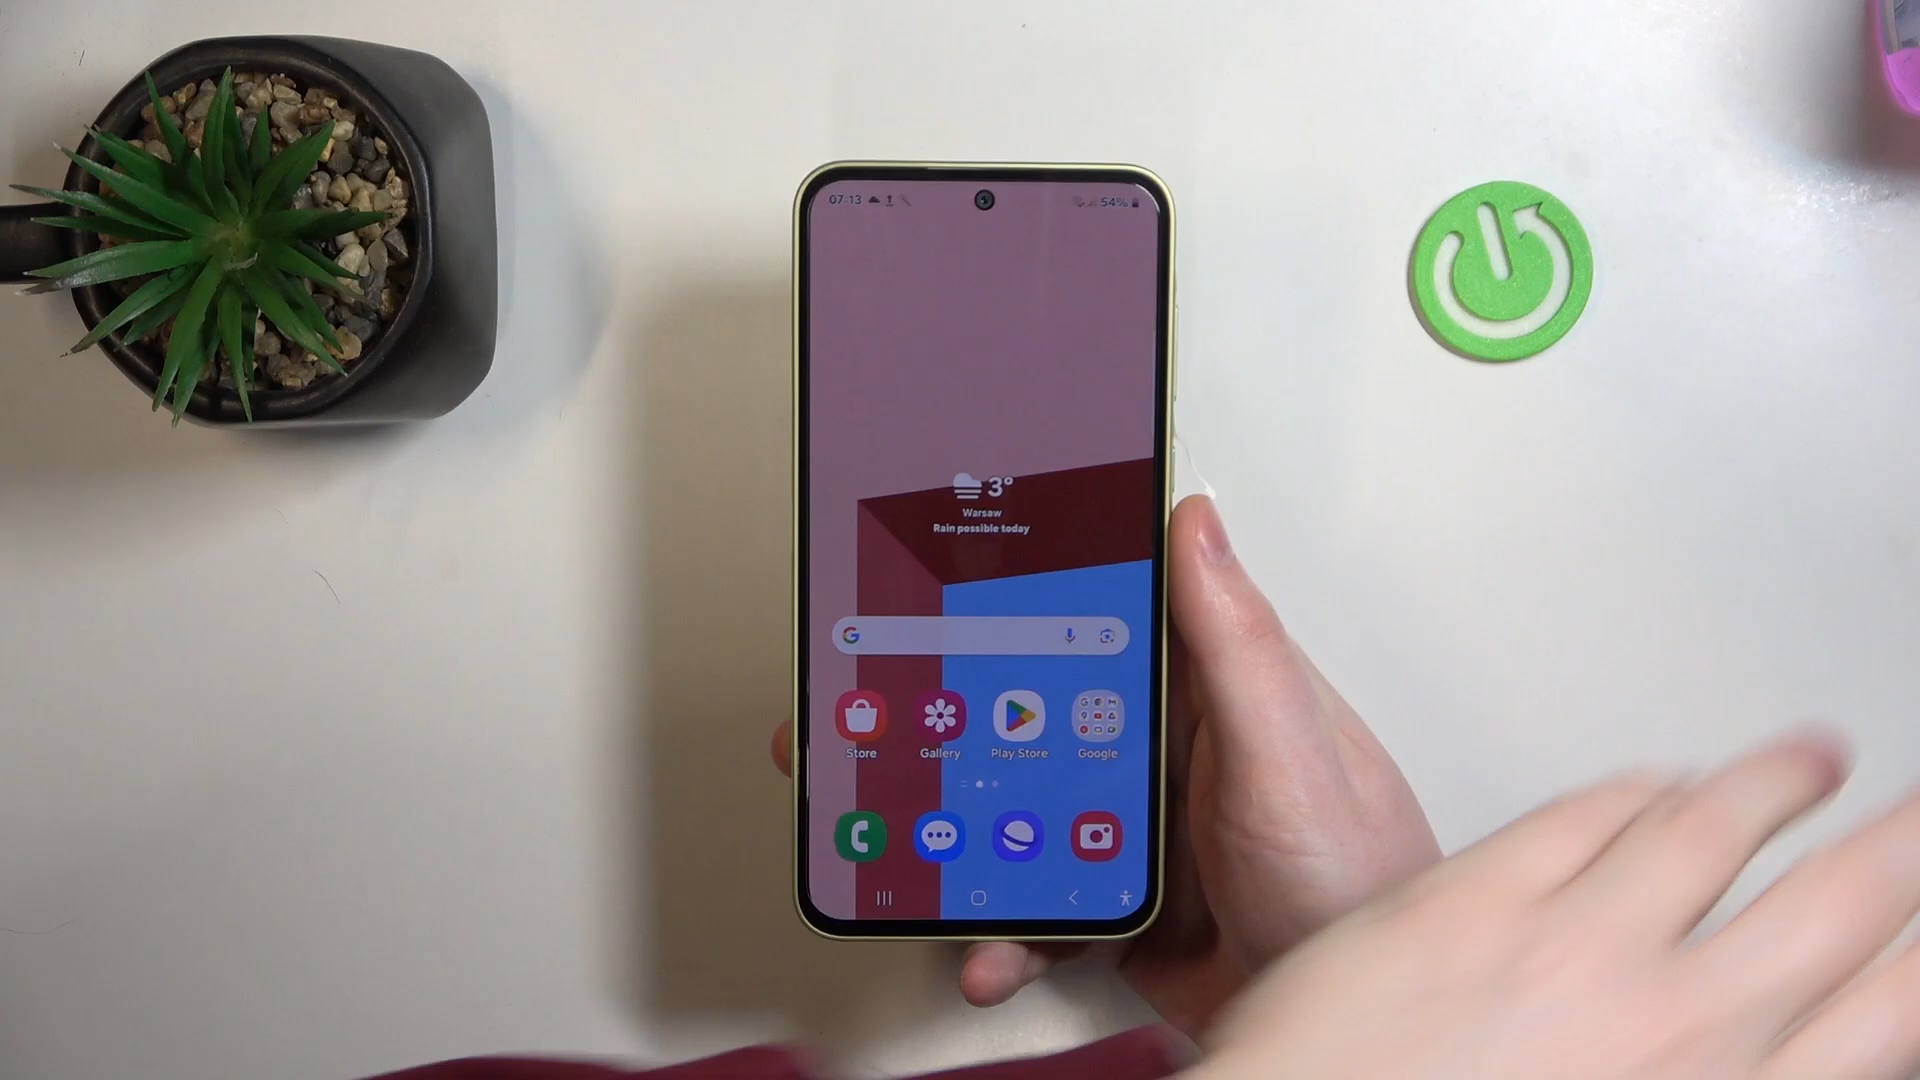 07:13
54%
3°
Warsaw
Rain possible today
Store
Gallery
Play Store
Google